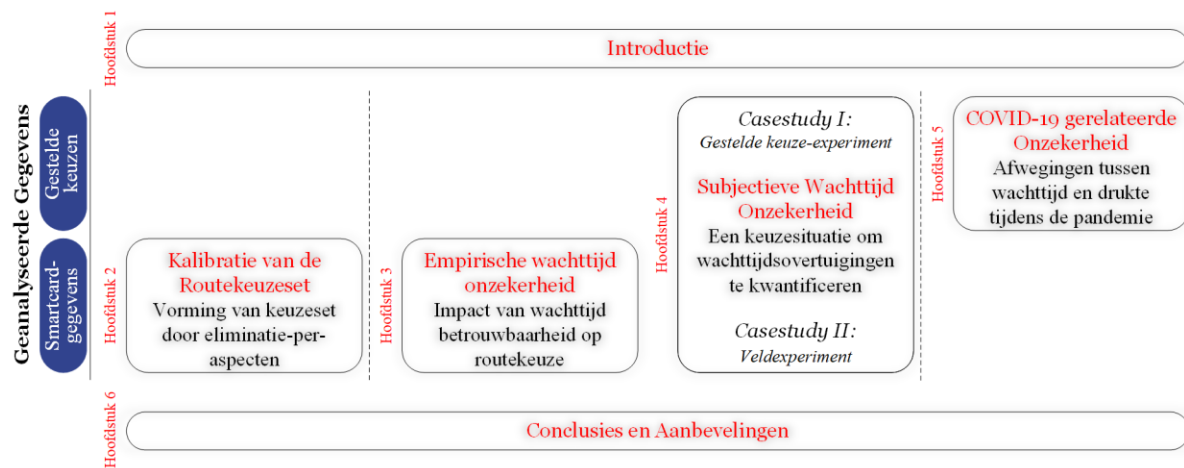 Hoofdstuk 1
Introductie
Geanalyseerde Gegevens
Gestelde
keuzen
Smartcard-
gegevens
Hoofdstuk 2
Kalibratie van de
Routekeuzeset
Vorming van keuzeset
door eliminatie-per-
aspecten
Hoofdstuk 3
Empirische wachttijd
onzekerheid
Impact van wachttijd
betrouwbaarheid op
routekeuze
Hoofdstuk 4
Casestudy I:
Gestelde keuze-experiment
Subjectieve Wachttijd
Onzekerheid
Een keuzesituatie om
wachttijdsovertuigingen
te kwantificeren
Casestudy II:
Veldexperiment
Hoofdstuk 5
COVID-19 gerelateerde
Onzekerheid
Afwegingen tussen
wachttijd en drukte
tijdens de pandemie
Hoofdstuk 6
Conclusies en Aanbevelingen